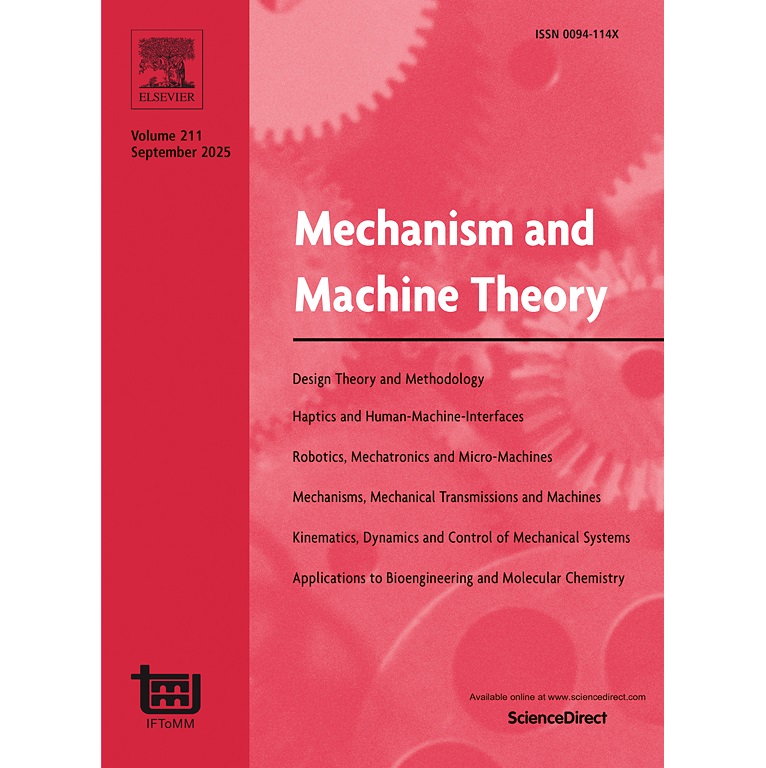 ISSN 0094-114X
ELSEVIER
Volume 211
September 2025
Mechanism and
Machine Theory
Design Theory and Methodology
Haptics and Human-Machine-Interfaces
Robotics, Mechatronics and Micro-Machines
Mechanisms, Mechanical Transmissions and Machines
Kinematics, Dynamics and Control of Mechanical Systems
Applications to Bioengineering and Molecular Chemistry
IFToMM
Available online at www.sciencedirect.com
ScienceDirect